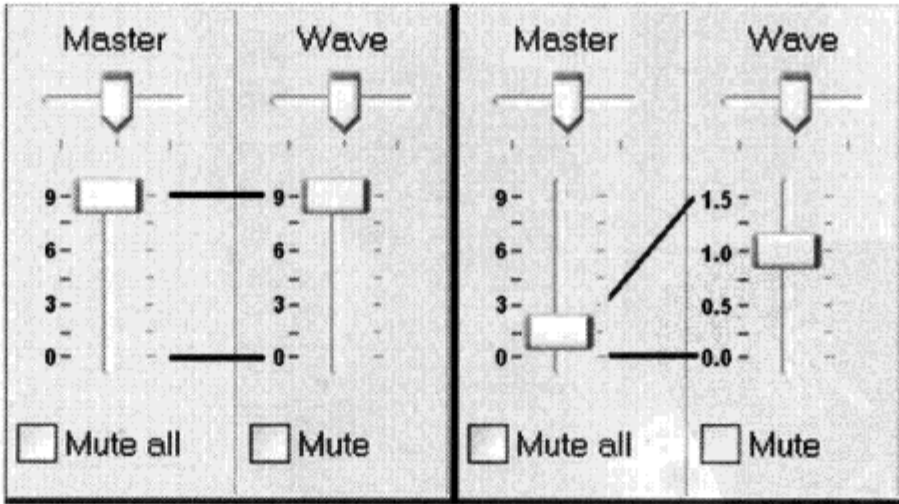 Master Wave Master Wave
9 9 9 1.5
6 6 6 1.0
3 3 3 0.5
0 0 0 0.0
Mute all Mute Mute all Mute